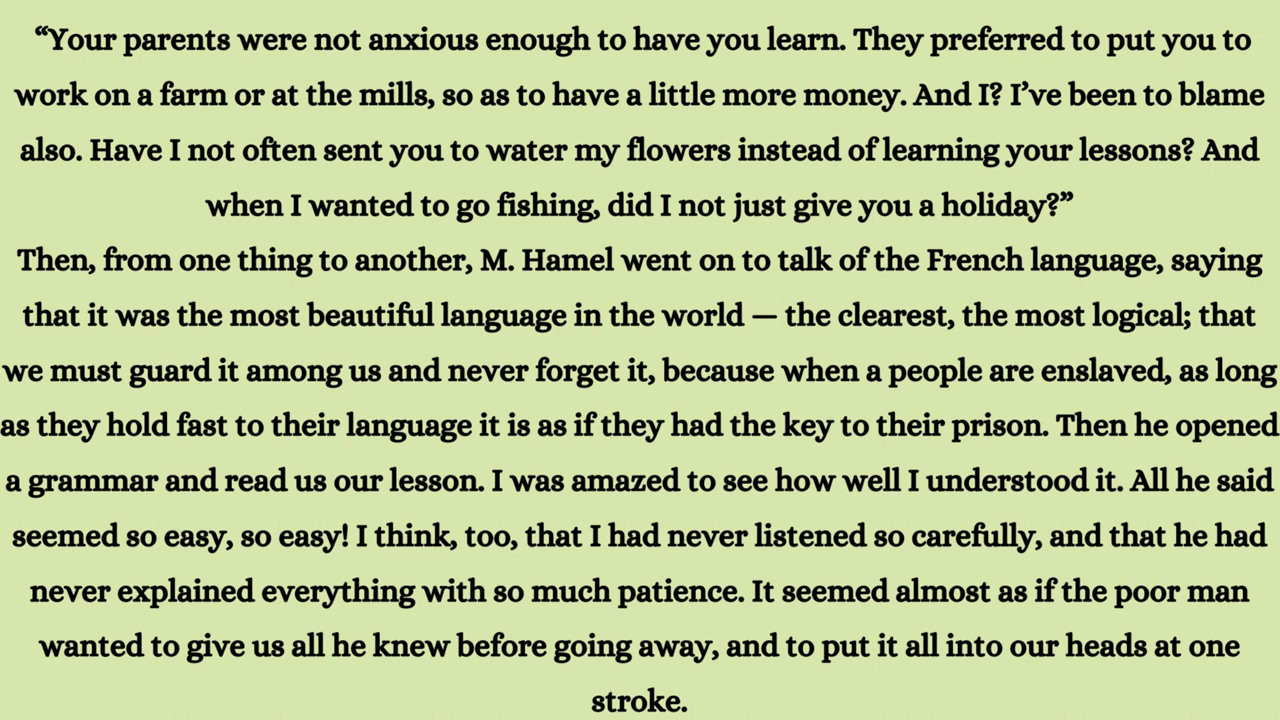 “Your parents were not anxious enough to have you learn. They preferred to put you to
work on a farm or at the mills, so as to have a little more money. And I? I’ve been to blame
also. Have I not often sent you to water my flowers instead of learning your lessons? And
when I wanted to go fishing, did I not just give you a holiday?”
Then, from one thing to another, M. Hamel went on to talk of the French language, saying
that it was the most beautiful language in the world — the clearest, the most logical; that
we must guard it among us and never forget it, because when a people are enslaved, as long
as they hold fast to their language it is as if they had the key to their prison. Then he opened
a grammar and read us our lesson. I was amazed to see how well I understood it. All he said
seemed so easy, so easy! I think, too, that I had never listened so carefully, and that he had
never explained everything with so much patience. It seemed almost as if the poor man
wanted to give us all he knew before going away, and to put it all into our heads at one
stroke.